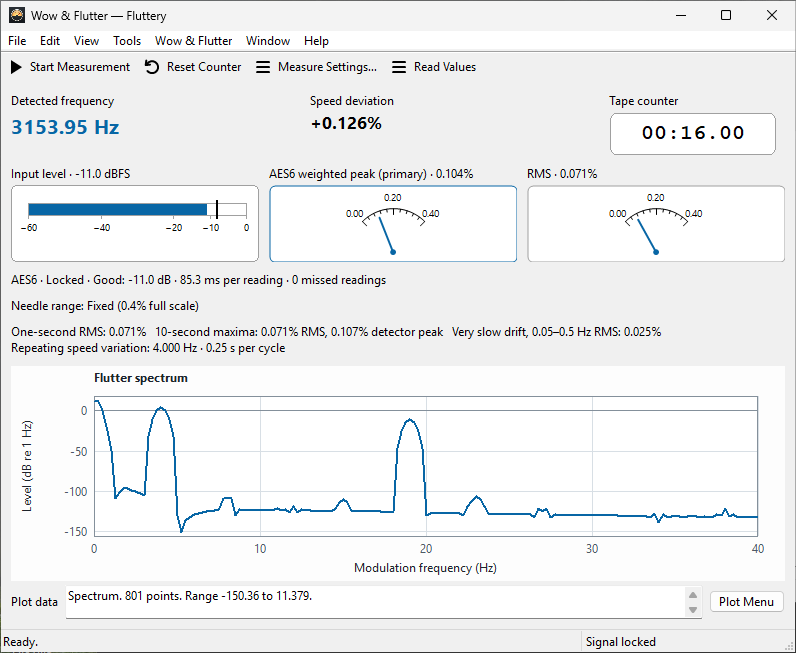 Wow & Flutter — Fluttery
File Edit View Tools Wow & Flutter Window Help
Start Measurement Reset Counter Measure Settings... Read Values
Detected frequency Speed deviation Tape counter
3153.95 Hz +0.126% 00:16.00
Input level · -11.0 dBFS AES6 weighted peak (primary) · 0.104% RMS · 0.071%
0.20 0.20
0.00 0.40 0.00 0.40
−60 −40 −20 −10 0
AES6 · Locked · Good: -11.0 dB · 85.3 ms per reading · 0 missed readings
Needle range: Fixed (0.4% full scale)
One-second RMS: 0.071% 10-second maxima: 0.071% RMS, 0.107% detector peak Very slow drift, 0.05–0.5 Hz RMS: 0.025%
Repeating speed variation: 4.000 Hz · 0.25 s per cycle
Flutter spectrum
Level (dB re 1 Hz)
0
-50
-100
-150
0 10 20 30 40
Modulation frequency (Hz)
Plot data Spectrum. 801 points. Range -150.36 to 11.379. Plot Menu
Ready. Signal locked